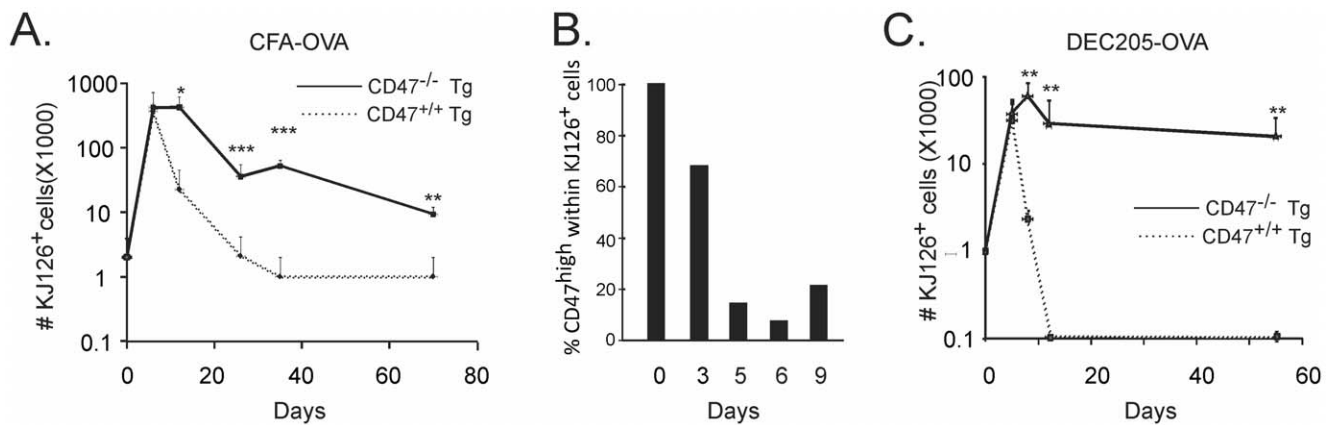 A.
CFA-OVA
# KJ126+ cells(X1000)
1000
100
10
1
0.1
CD47-/- Tg
CD47+/+ Tg
*
***
***
**
0
20
40
60
80
Days
B.
% CD47high within KJ126+ cells
100
80
60
40
20
0
0
3
5
6
9
Days
C.
DEC205-OVA
# KJ126+ cells (X1000)
100
10
1
0.1
**
**
**
CD47-/- Tg
CD47+/+ Tg
0
20
40
60
Days